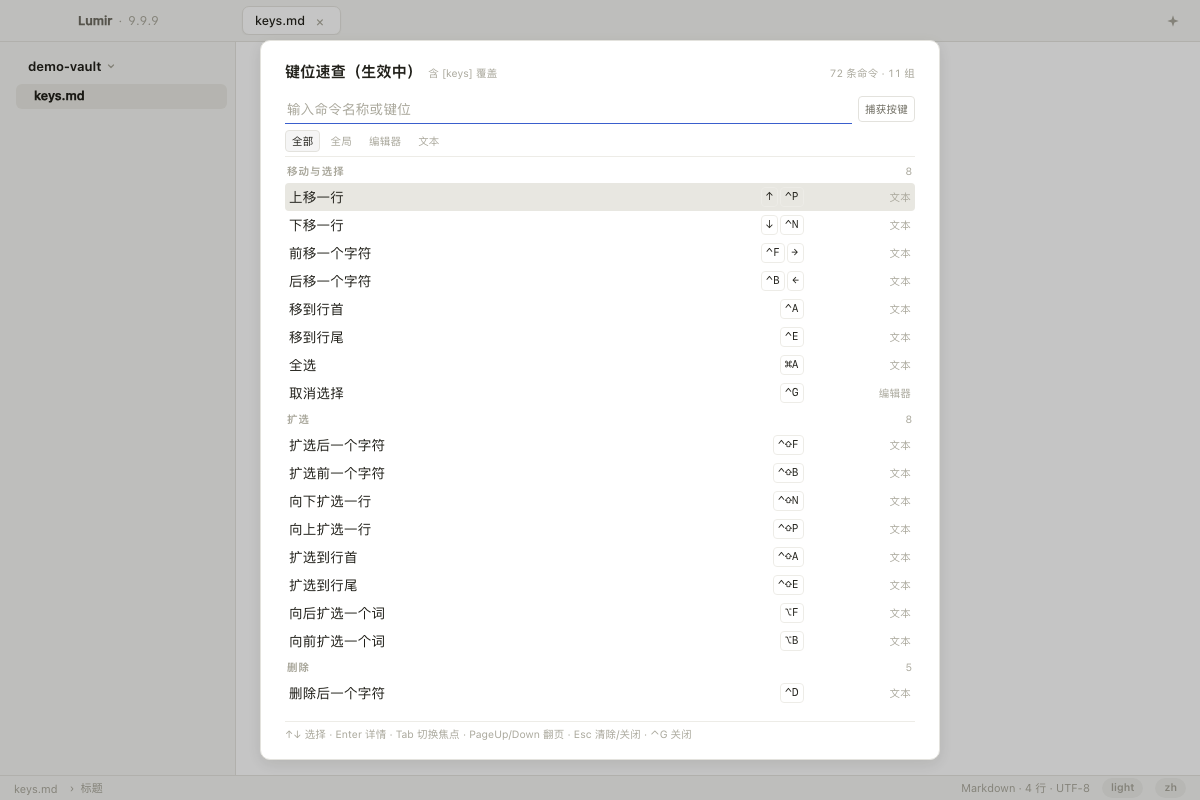 Lumir · 9.9.9
keys.md ×
demo-vault
keys.md
键位速查（生效中） 含 [keys] 覆盖 72 条命令 · 11 组
输入命令名称或键位 捕获按键
全部 全局 编辑器 文本
移动与选择 8
上移一行 ↑ ^P 文本
下移一行 ↓ ^N 文本
前移一个字符 ^F → 文本
后移一个字符 ^B ← 文本
移到行首 ^A 文本
移到行尾 ^E 文本
全选 ⌘A 文本
取消选择 ^G 编辑器
扩选 8
扩选后一个字符 ^⇧F 文本
扩选前一个字符 ^⇧B 文本
向下扩选一行 ^⇧N 文本
向上扩选一行 ^⇧P 文本
扩选到行首 ^⇧A 文本
扩选到行尾 ^⇧E 文本
向后扩选一个词 ⌥F 文本
向前扩选一个词 ⌥B 文本
删除 5
删除后一个字符 ^D 文本
↑↓ 选择 · Enter 详情 · Tab 切换焦点 · PageUp/Down 翻页 · Esc 清除/关闭 · ^G 关闭
keys.md › 标题 Markdown · 4 行 · UTF-8 light zh